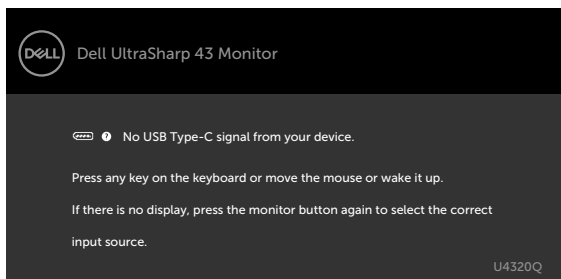 DELL
Dell UltraSharp 43 Monitor
? No USB Type-C signal from your device.
Press any key on the keyboard or move the mouse or wake it up.
If there is no display, press the monitor button again to select the correct
input source.
U4320Q